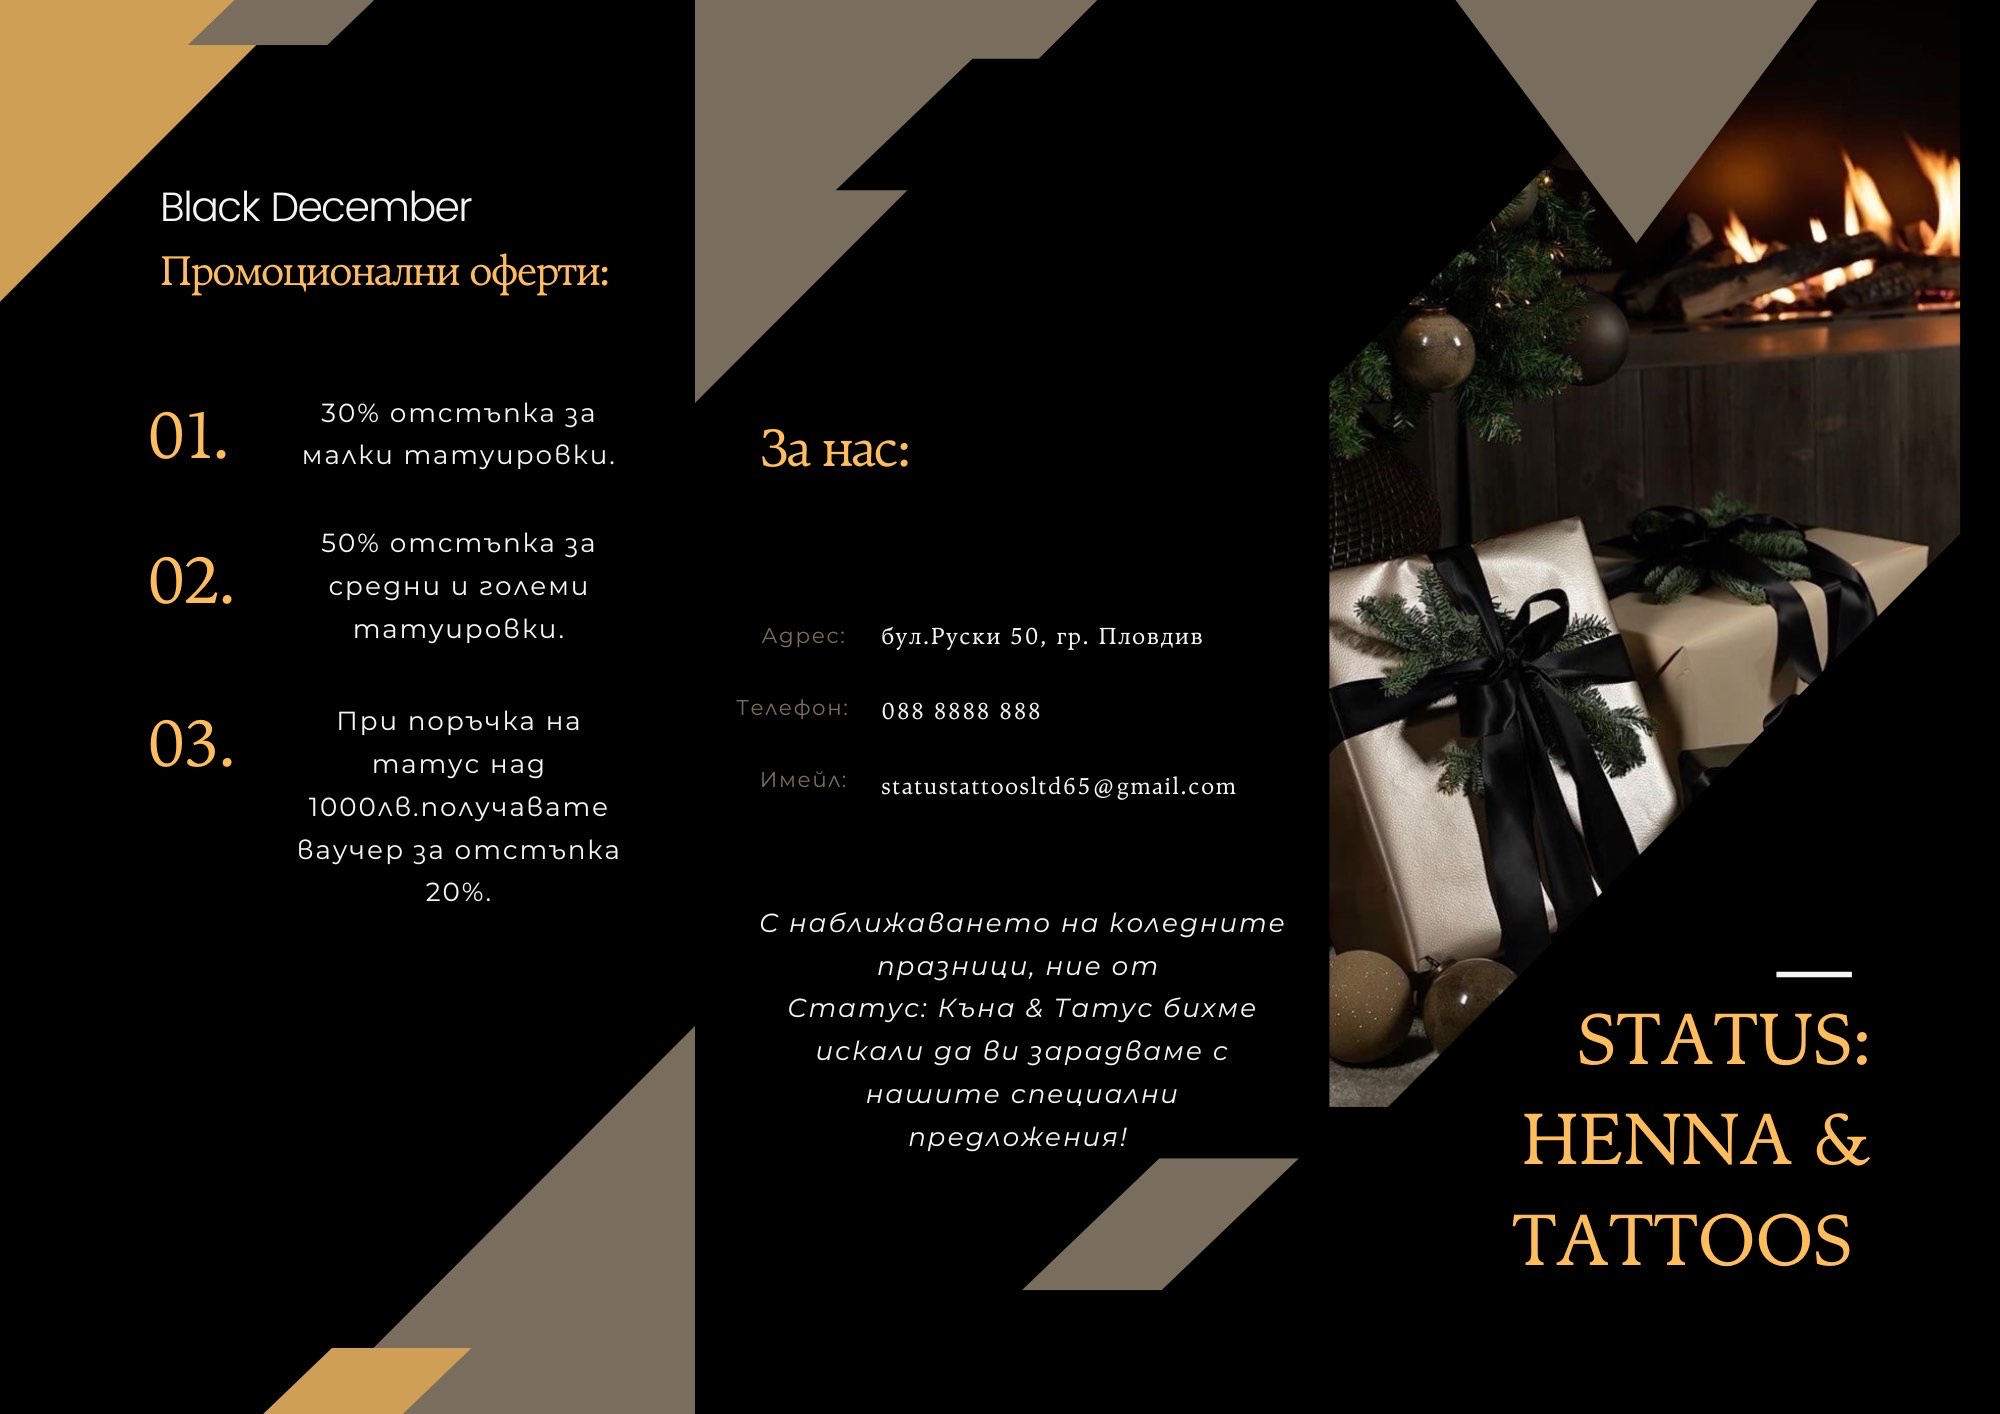 Black December
Промоционални оферти:
01.
30% отстъпка за
малки татуировки.
02.
50% отстъпка за
средни и големи
татуировки.
03.
При поръчка на
татус над
1000лв.получавате
ваучер за отстъпка
20%.
За нас:
Адрес: бул.Руски 50, гр. Пловдив
Телефон: 088 8888 888
Имейл: statustattoosltd65@gmail.com
С наближаването на коледните
празници, ние от
Статус: Къна & Татус бихме
искали да ви зарадваме с
нашите специални
предложения!
STATUS:
HENNA &
TATTOOS